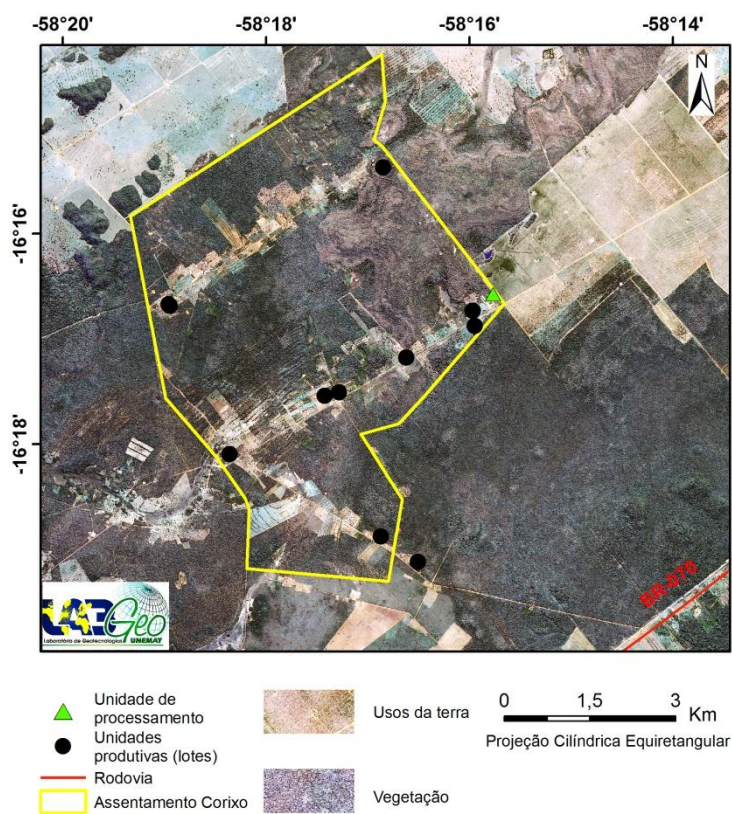 -58°20' -58°18' -58°16' -58°14'
N
-16°16'
-16°18'
BR-070
LABGeo
Laboratório de Geotecnologias UNEMAT
Unidade de
processamento
Unidades
produtivas (lotes)
Rodovia
Assentamento Corixo
Usos da terra
Vegetação
0 1,5 3
Km
Projeção Cilíndrica Equiretangular